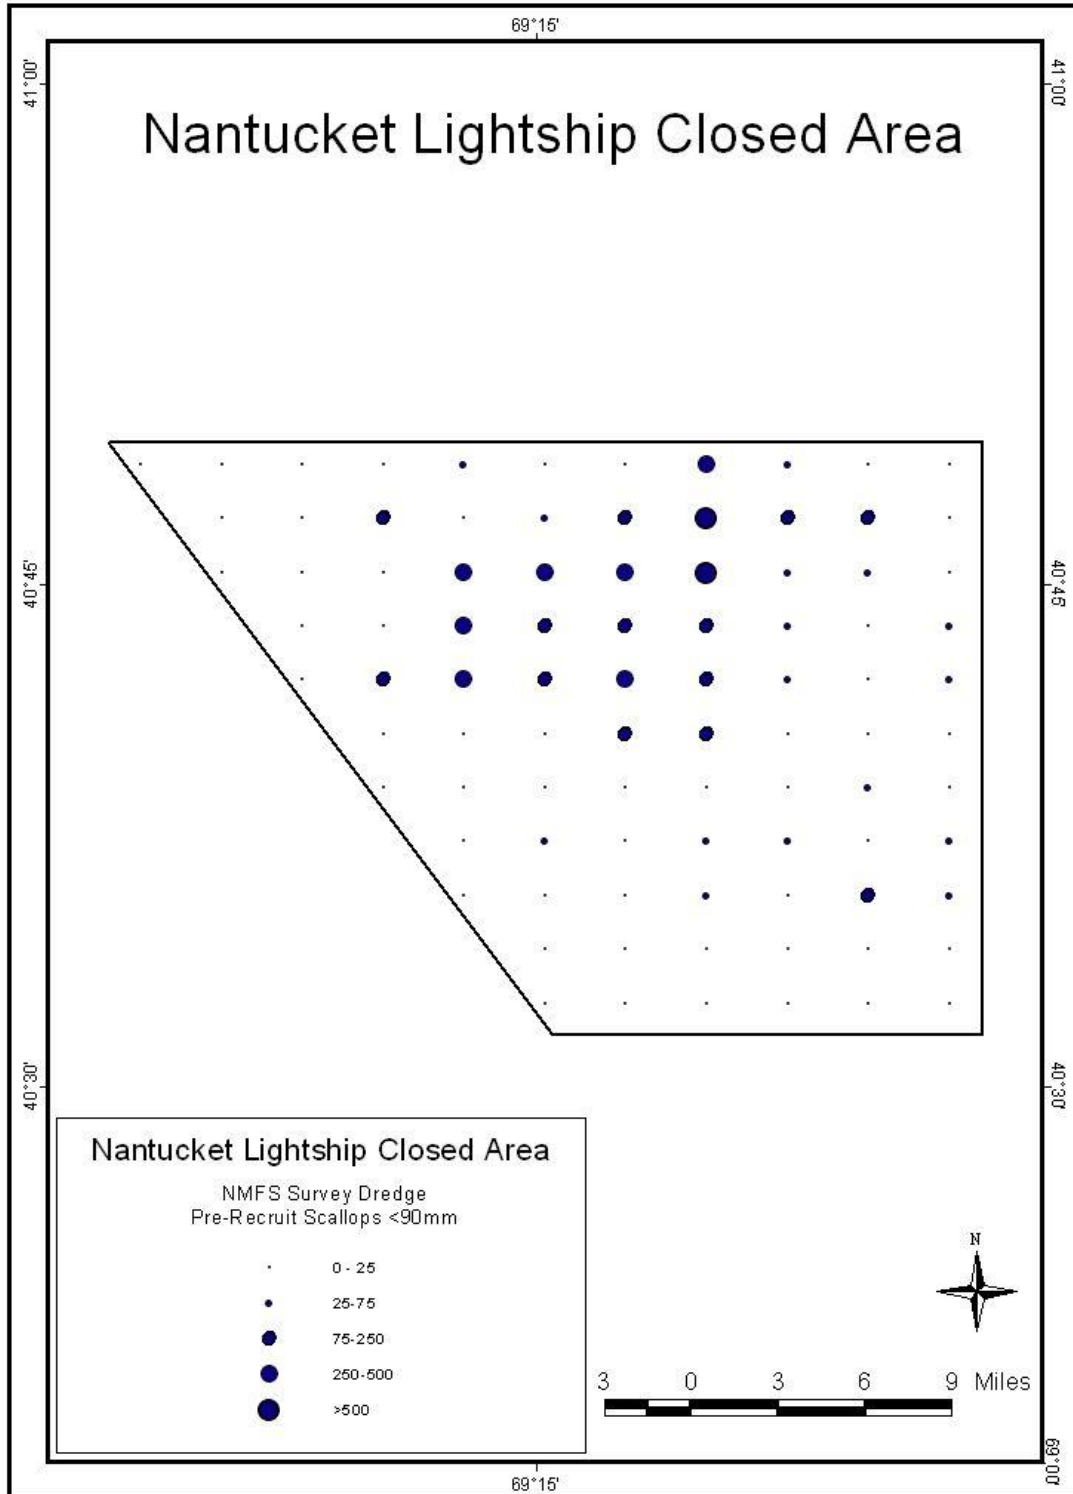 69°15'
41°00'
41°00'
Nantucket Lightship Closed Area
40°45'
40°45'
40°30'
40°30'
Nantucket Lightship Closed Area
NMFS Survey Dredge
Pre-Recruit Scallops <90mm
0 - 25
25-75
75-250
250-500
>500
N
3 0 3 6 9 Miles
69°00'
69°15'